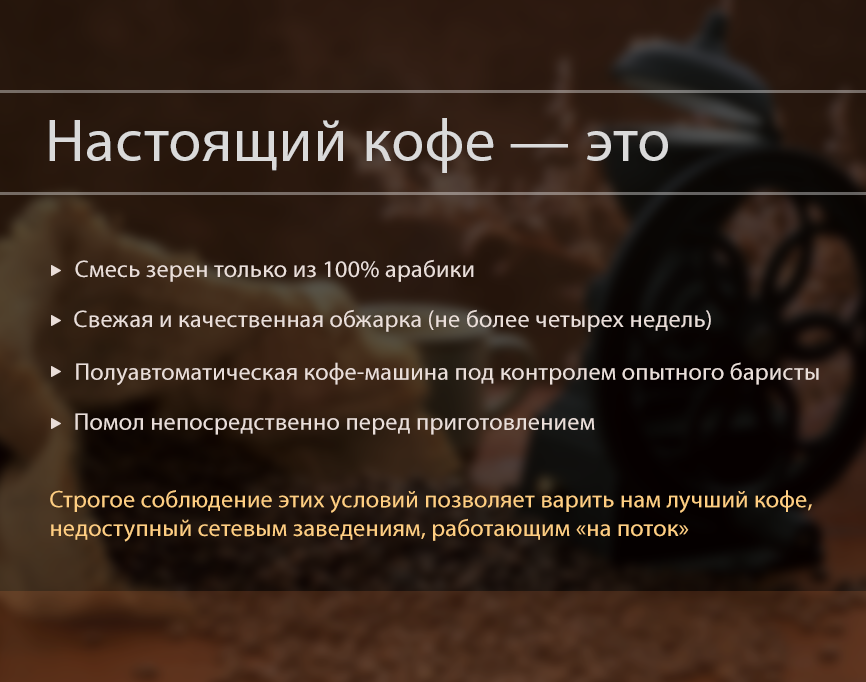 Настоящий кофе — это
▸ Смесь зерен только из 100% арабики
▸ Свежая и качественная обжарка (не более четырех недель)
▸ Полуавтоматическая кофе-машина под контролем опытного баристы
▸ Помол непосредственно перед приготовлением
Строгое соблюдение этих условий позволяет варить нам лучший кофе,
недоступный сетевым заведениям, работающим «на поток»